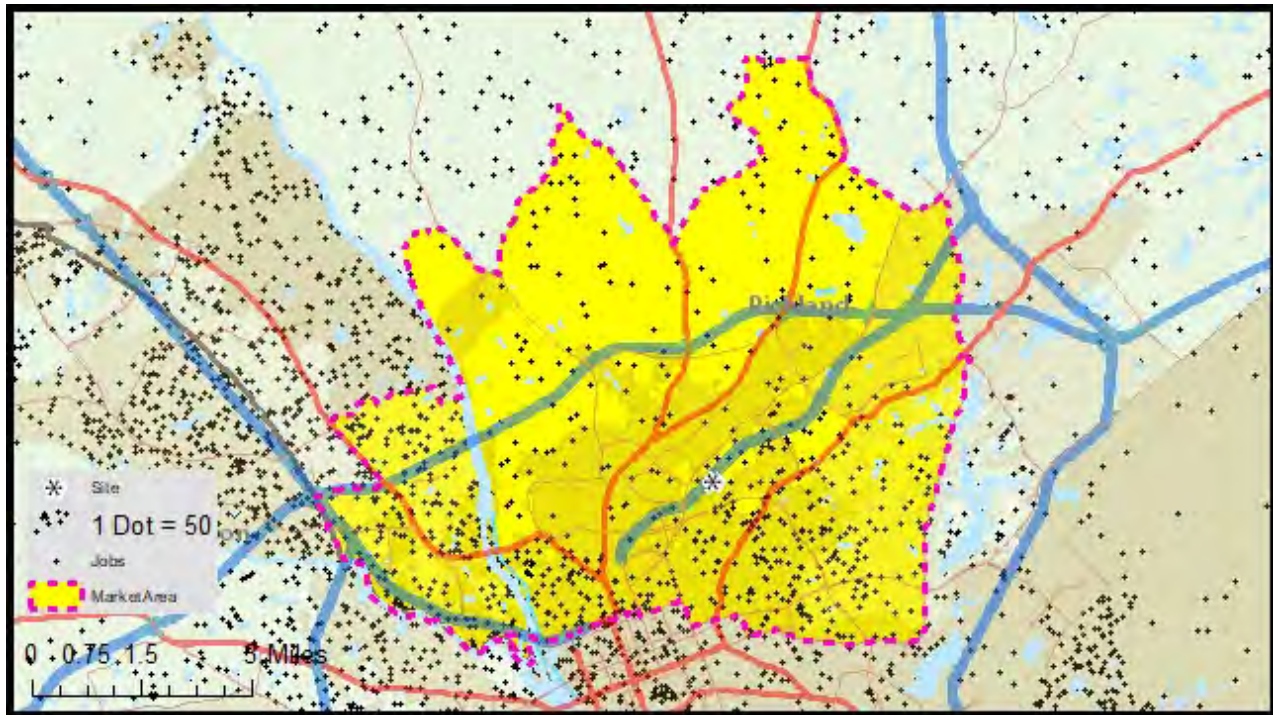 Richland
Site
1 Dot = 50
Jobs
MarketArea
0 0.75 1.5 3 Miles